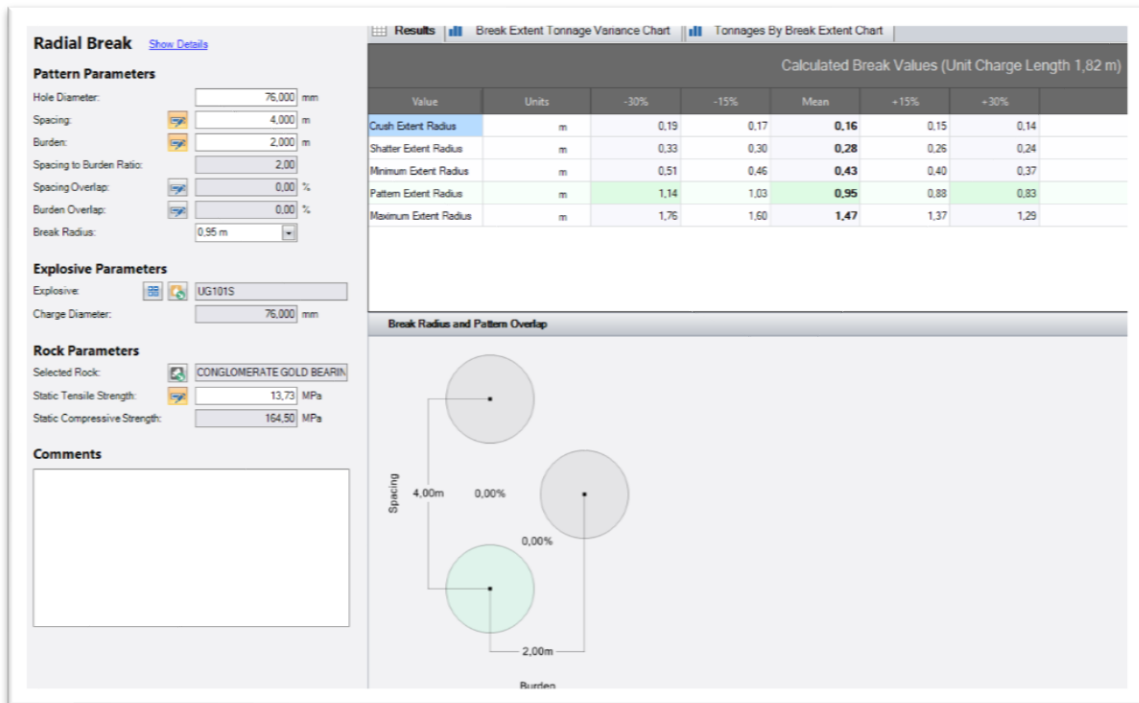 Radial Break Show Details
Pattern Parameters
Hole Diameter: 76,000 mm
Spacing: 4,000 m
Burden: 2,000 m
Spacing to Burden Ratio: 2,00
Spacing Overlap: 0,00 %
Burden Overlap: 0,00 %
Break Radius: 0,95 m
Explosive Parameters
Explosive: UG101S
Charge Diameter: 76,000 mm
Rock Parameters
Selected Rock: CONGLOMERATE GOLD BEARIN
Static Tensile Strength: 13,73 MPa
Static Compressive Strength: 164,50 MPa
Comments
Results Break Extent Tonnage Variance Chart Tonnages By Break Extent Chart
Calculated Break Values (Unit Charge Length 1,82 m)
Value Units -30% -15% Mean +15% +30%
Crush Extent Radius m 0,19 0,17 0,16 0,15 0,14
Shatter Extent Radius m 0,33 0,30 0,28 0,26 0,24
Minimum Extent Radius m 0,51 0,46 0,43 0,40 0,37
Pattern Extent Radius m 1,14 1,03 0,95 0,88 0,83
Maximum Extent Radius m 1,76 1,60 1,47 1,37 1,29
Break Radius and Pattern Overlap
Spacing
4,00m 0,00%
0,00%
2,00m
Burden